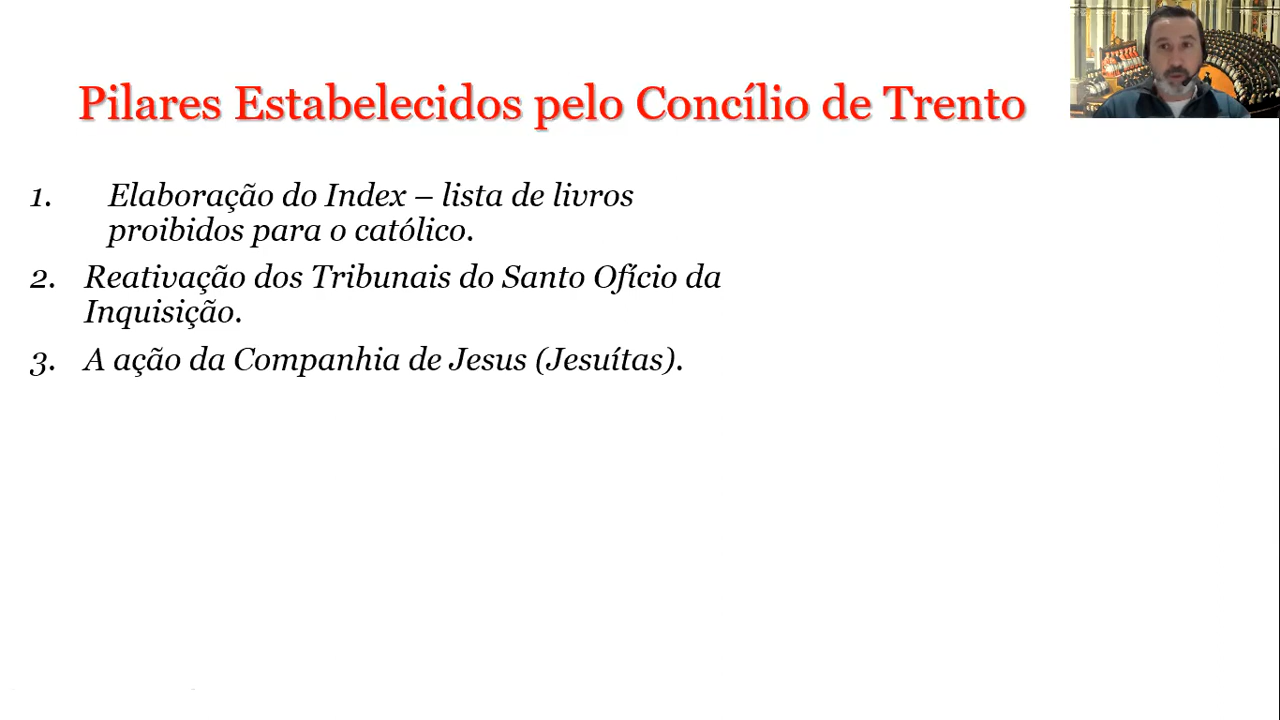 Pilares Estabelecidos pelo Concílio de Trento
1. Elaboração do Index – lista de livros
proibidos para o católico.
2. Reativação dos Tribunais do Santo Ofício da
Inquisição.
3. A ação da Companhia de Jesus (Jesuítas).